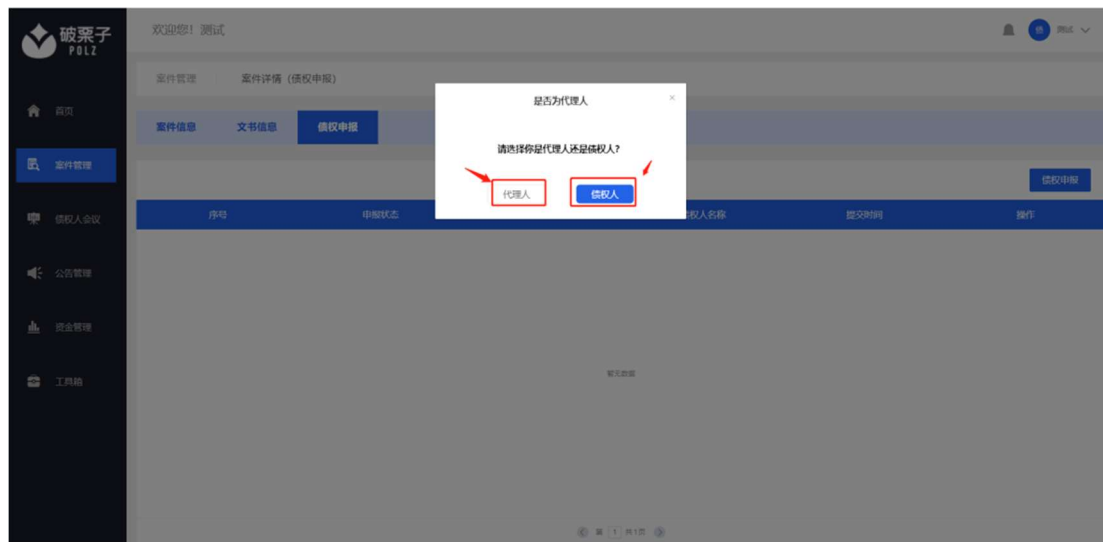 破栗子
POLZ
欢迎您！测试
测试
案件管理
案件详情（债权申报）
首页
案件管理
债权人会议
公告管理
资金管理
工具箱
案件信息
文书信息
债权申报
是否为代理人
×
请选择你是代理人还是债权人？
代理人
债权人
债权申报
序号
申报状态
权人名称
提交时间
操作
暂无数据
第 1 共1页